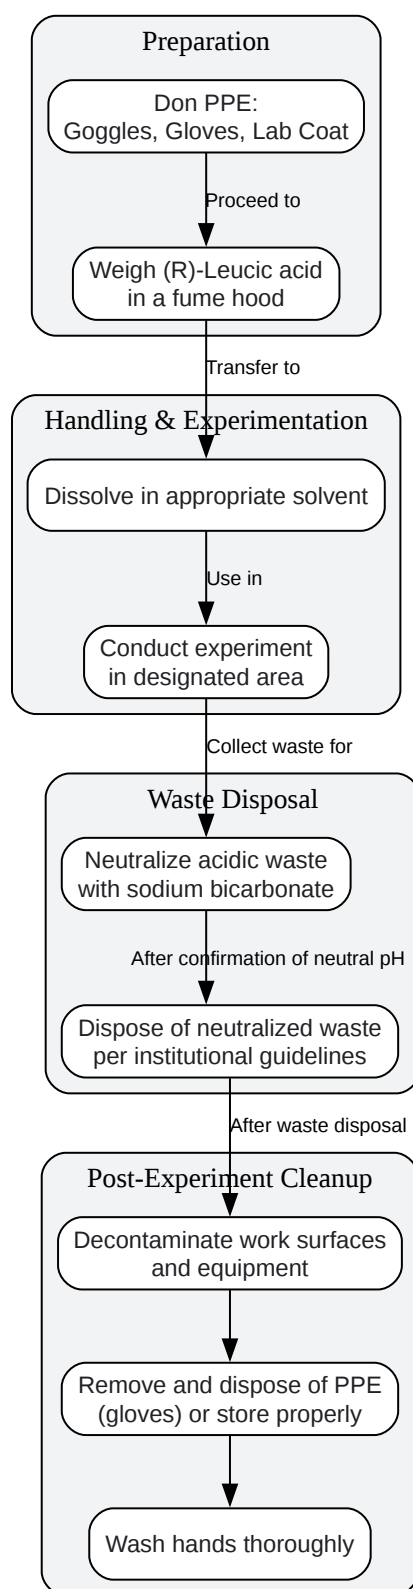 Preparation
Don PPE:
Goggles, Gloves, Lab Coat
Proceed to
Weigh (R)-Leucic acid
in a fume hood
Transfer to
Handling & Experimentation
Dissolve in appropriate solvent
Use in
Conduct experiment
in designated area
Collect waste for
Waste Disposal
Neutralize acidic waste
with sodium bicarbonate
After confirmation of neutral pH
Dispose of neutralized waste
per institutional guidelines
After waste disposal
Post-Experiment Cleanup
Decontaminate work surfaces
and equipment
Remove and dispose of PPE
(gloves) or store properly
Wash hands thoroughly